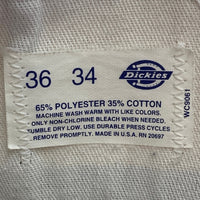 36 34
Dickies
65% POLYESTER 35% COTTON
MACHINE WASH WARM WITH LIKE COLORS.
ONLY NON-CHLORINE BLEACH WHEN NEEDED.
TUMBLE DRY LOW. USE DURABLE PRESS CYCLES.
REMOVE PROMPTLY. MADE IN U.S.A. RN 20697
WC9061